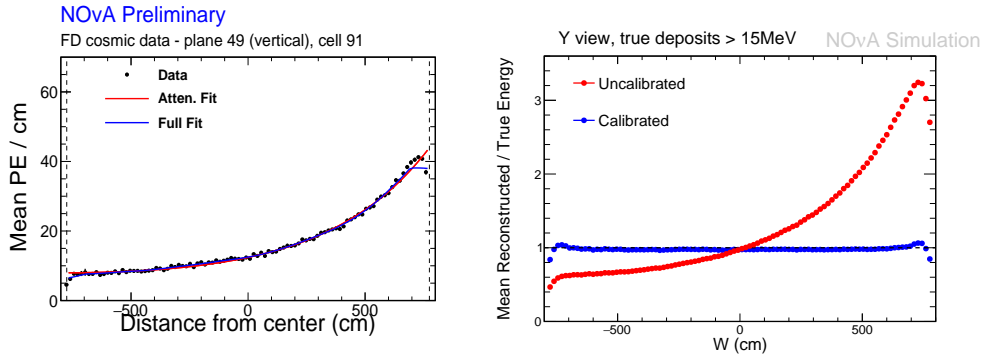 NOνA Preliminary
FD cosmic data - plane 49 (vertical), cell 91
Data
Atten. Fit
Full Fit
60
40
20
0
−500
0
500
Mean PE / cm
Distance from center (cm)
Y view, true deposits > 15MeV
NOνA Simulation
Uncalibrated
Calibrated
3
2
1
0
−500
0
500
Mean Reconstructed / True Energy
W (cm)